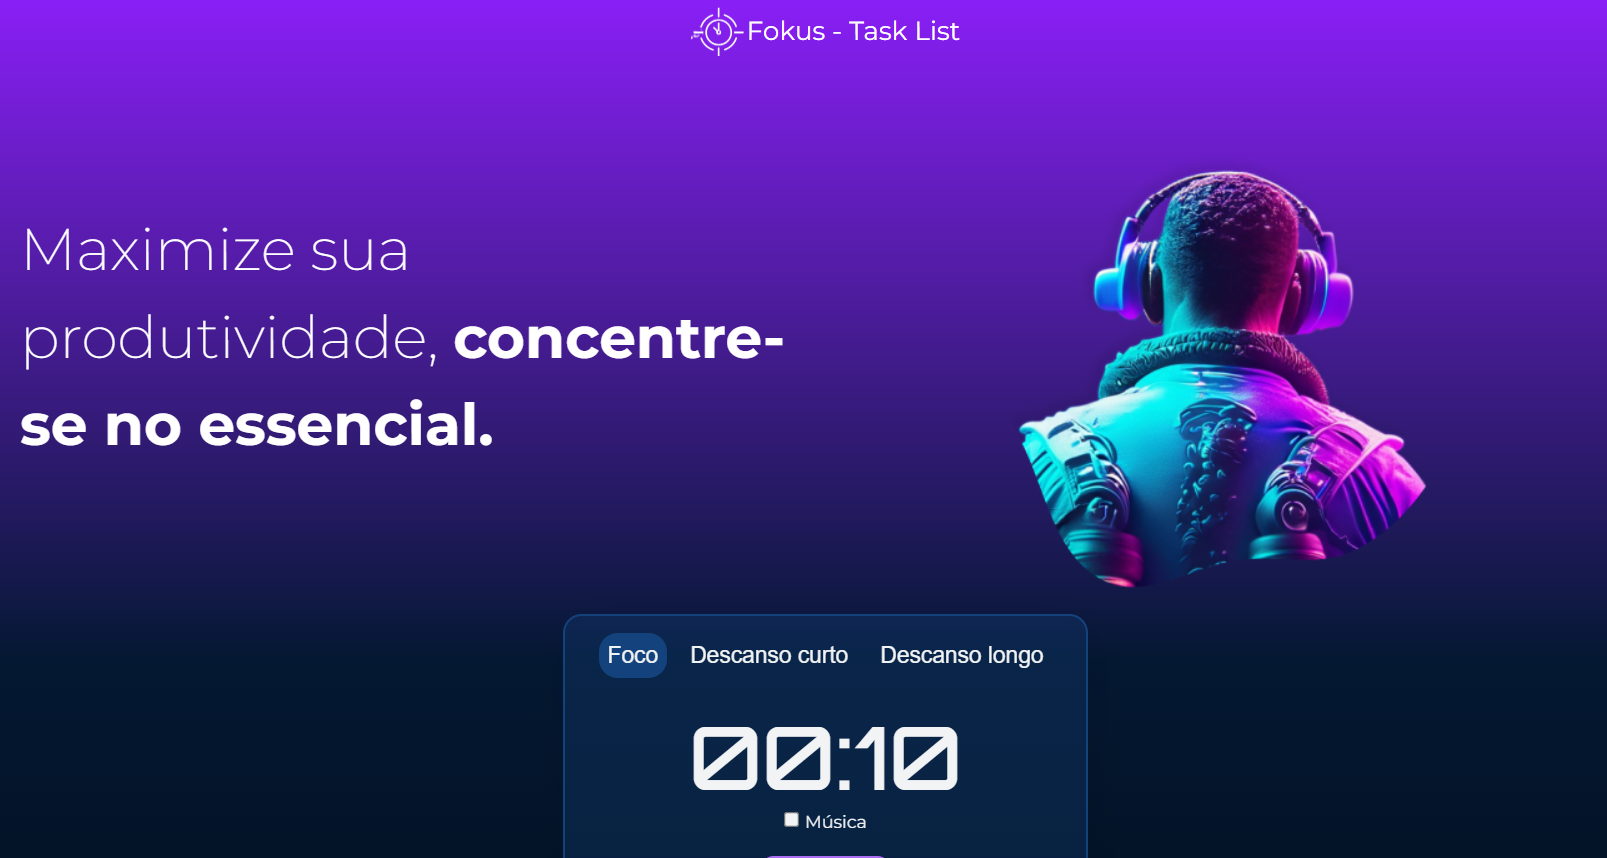 Fokus - Task List
Maximize sua
produtividade, concentre-
se no essencial.
Foco Descanso curto Descanso longo
00:10
Música